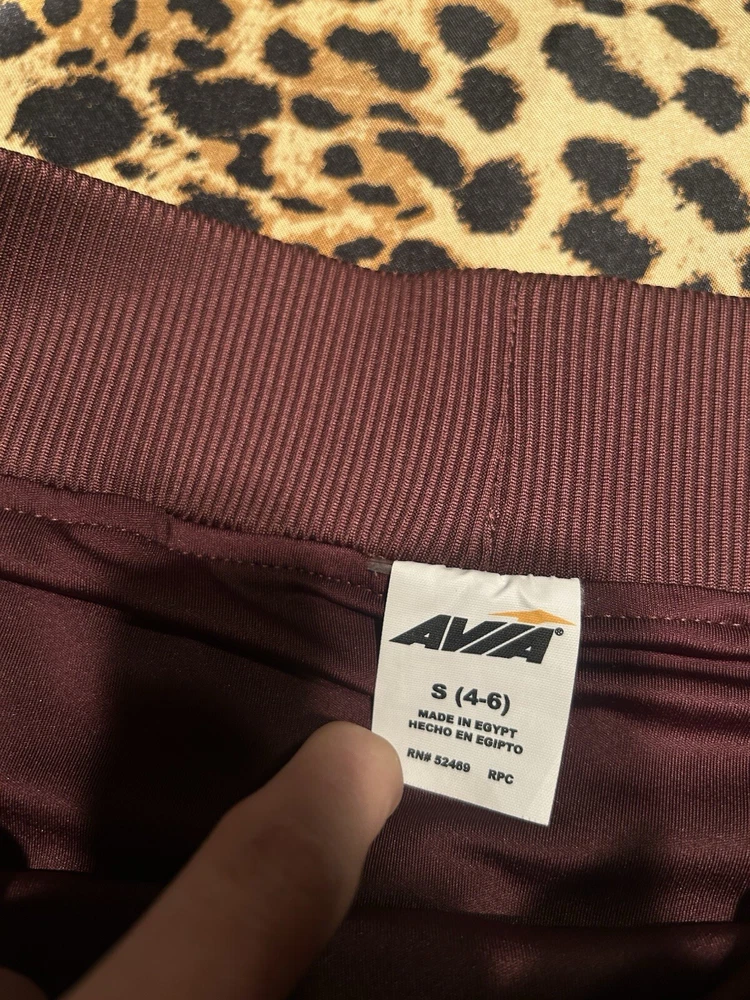 AVIA®
S (4-6)
MADE IN EGYPT
HECHO EN EGIPTO
RN# 52469 RPC